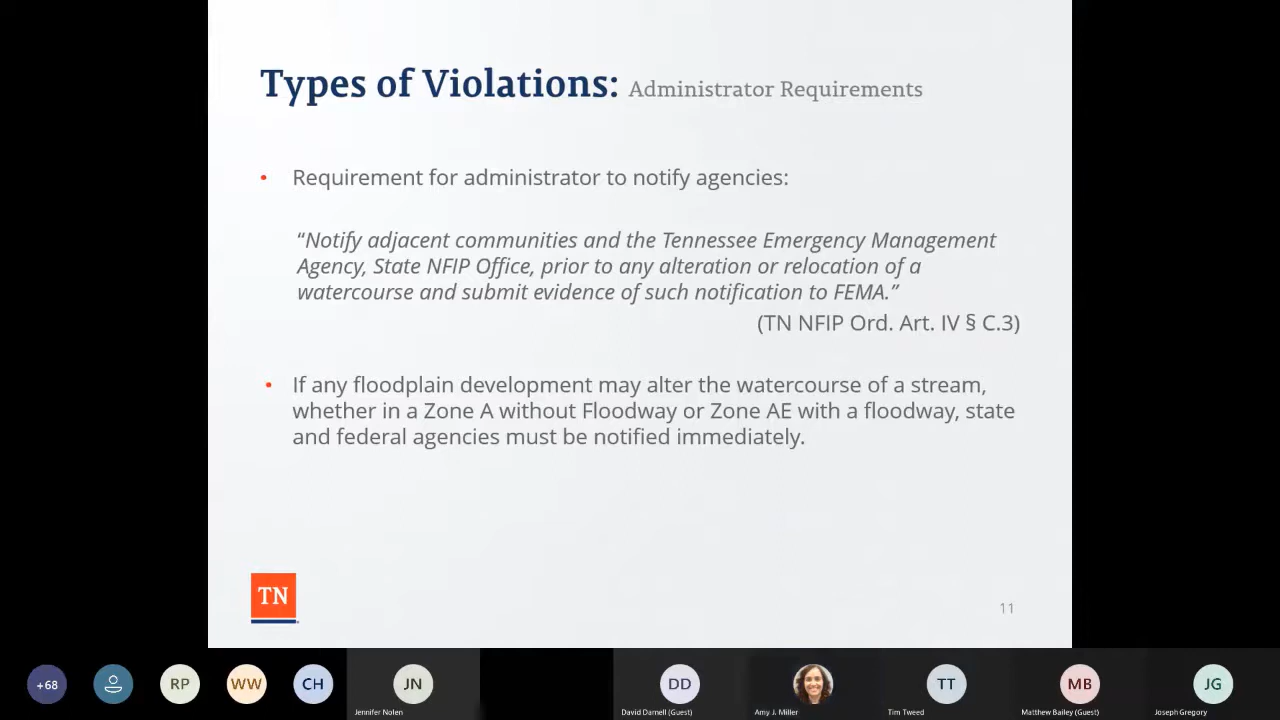 Types of Violations: Administrator Requirements
• Requirement for administrator to notify agencies:
“Notify adjacent communities and the Tennessee Emergency Management
Agency, State NFIP Office, prior to any alteration or relocation of a
watercourse and submit evidence of such notification to FEMA.”
(TN NFIP Ord. Art. IV § C.3)
• If any floodplain development may alter the watercourse of a stream,
whether in a Zone A without Floodway or Zone AE with a floodway, state
and federal agencies must be notified immediately.
TN
11
+68
RP
WW
CH
JN
DD
TT
MB
JG
Jennifer Nolen
David Darnell (Guest)
Amy J. Miller
Tim Tweed
Matthew Bailey (Guest)
Joseph Gregory